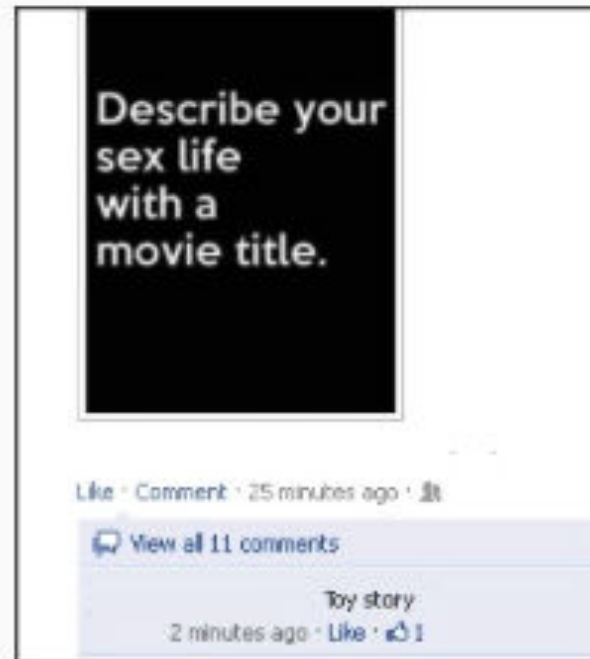 Describe your
sex life
with a
movie title.
Like · Comment · 25 minutes ago ·
View all 11 comments
Toy story
2 minutes ago · Like · 1